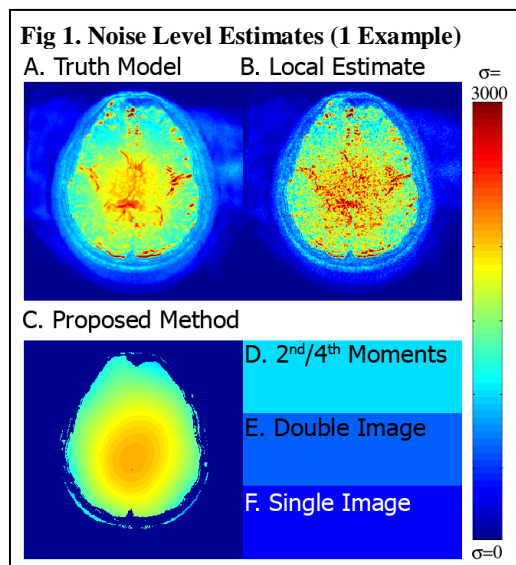 Fig 1. Noise Level Estimates (1 Example)
A. Truth Model
B. Local Estimate
σ=
3000
C. Proposed Method
D. 2nd/4th Moments
E. Double Image
F. Single Image
σ=0